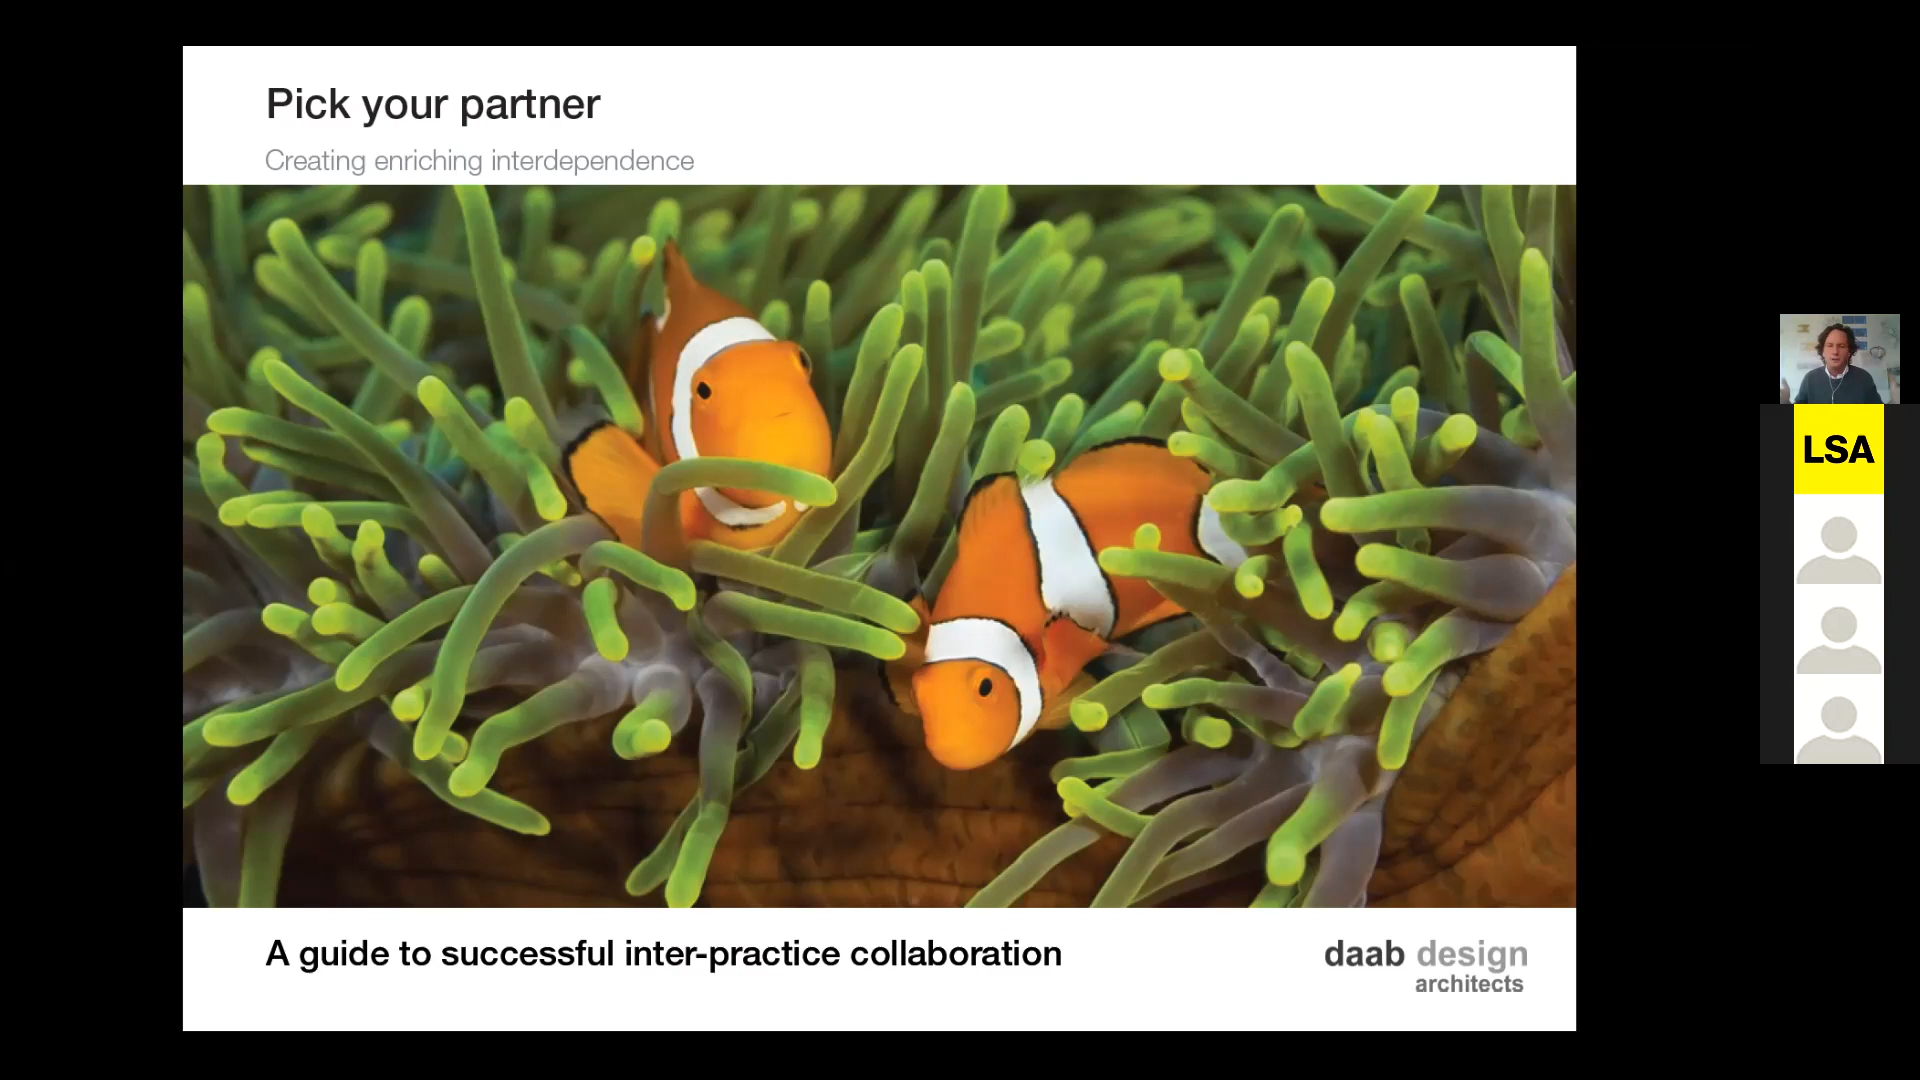 Pick your partner
Creating enriching interdependence
LSA
A guide to successful inter-practice collaboration
daab design
architects